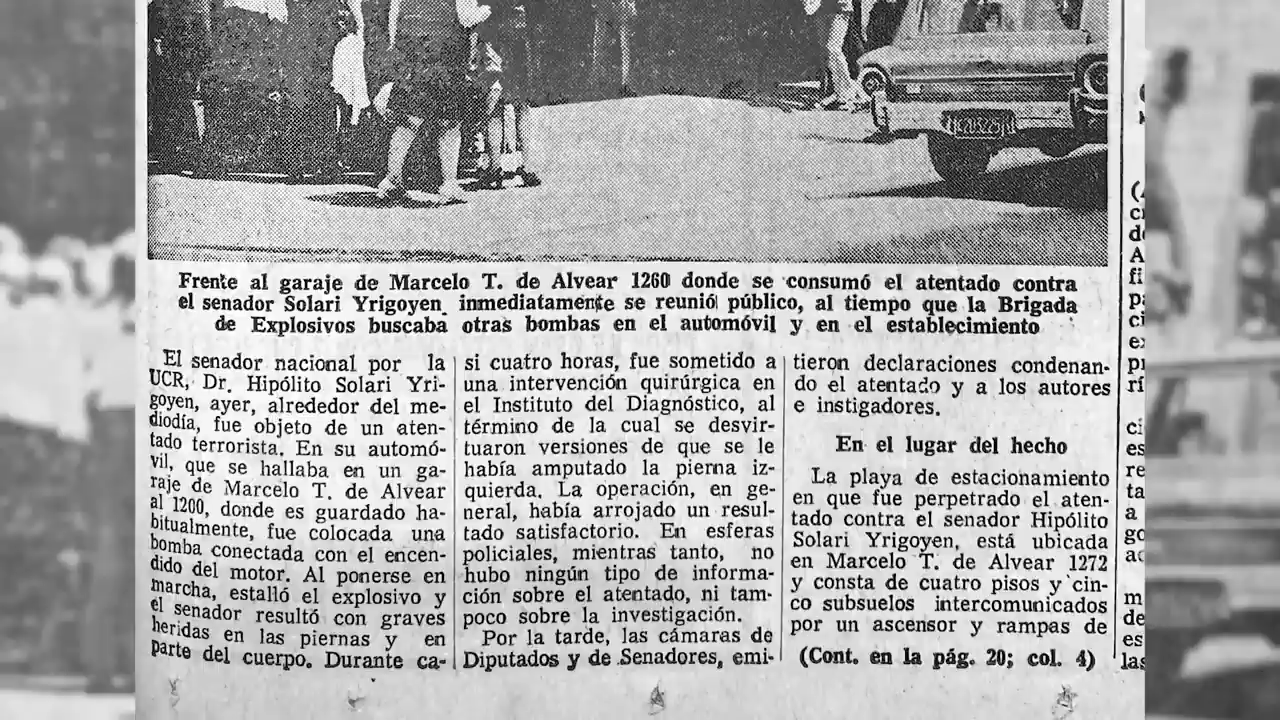 Frente al garaje de Marcelo T. de Alvear 1260 donde se consumó el atentado contra
el senador Solari Yrigoyen, inmediatamente se reunió público, al tiempo que la Brigada
de Explosivos buscaba otras bombas en el automóvil y en el establecimiento
El senador nacional por la
UCR, Dr. Hipólito Solari Yri-
goyen, ayer, alrededor del me-
diodía, fue objeto de un aten-
tado terrorista. En su automó-
vil, que se hallaba en un ga-
raje de Marcelo T. de Alvear
al 1200, donde es guardado ha-
bitualmente, fue colocada una
bomba conectada con el encen-
dido del motor. Al ponerse en
marcha, estalló el explosivo y
el senador resultó con graves
heridas en las piernas y en
parte del cuerpo. Durante ca-
si cuatro horas, fue sometido a
una intervención quirúrgica en
el Instituto del Diagnóstico, al
término de la cual se desvir-
tuaron versiones de que se le
había amputado la pierna iz-
quierda. La operación, en ge-
neral, había arrojado un resul-
tado satisfactorio. En esferas
policiales, mientras tanto, no
hubo ningún tipo de informa-
ción sobre el atentado, ni tam-
poco sobre la investigación.
Por la tarde, las cámaras de
Diputados y de Senadores, emi-
tieron declaraciones condenan-
do el atentado y a los autores
e instigadores.
En el lugar del hecho
La playa de estacionamiento
en que fue perpetrado el aten-
tado contra el senador Hipólito
Solari Yrigoyen, está ubicada
en Marcelo T. de Alvear 1272
y consta de cuatro pisos y cin-
co subsuelos intercomunicados
por un ascensor y rampas de
(Cont. en la pág. 20; col. 4)